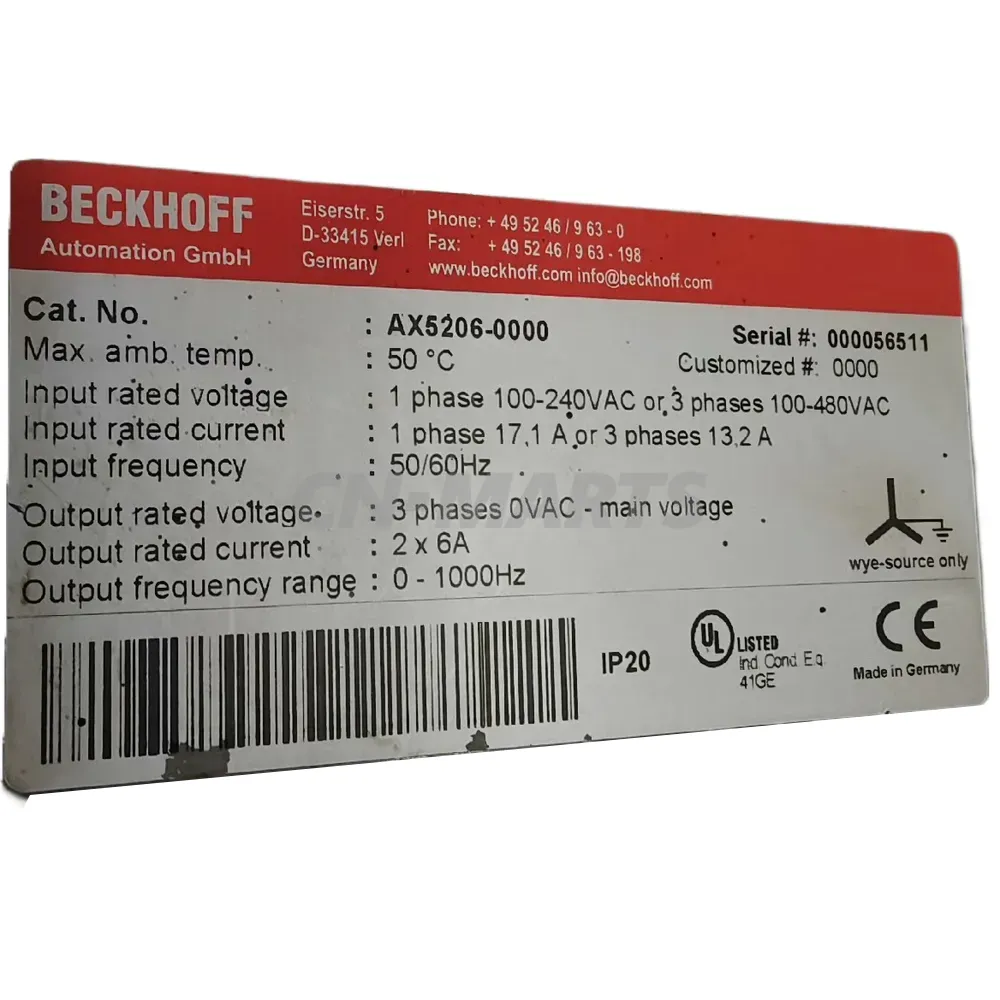 BECKHOFF
Automation GmbH
Eiserstr. 5
D-33415 Verl
Germany
Phone: + 49 52 46 / 9 63 - 0
Fax: + 49 52 46 / 9 63 - 198
www.beckhoff.com info@beckhoff.com
Cat. No. : AX5206-0000
Serial #: 000056511
Max. amb. temp. : 50 °C
Customized #: 0000
Input rated voltage : 1 phase 100-240VAC or 3 phases 100-480VAC
Input rated current : 1 phase 17,1 A or 3 phases 13,2 A
Input frequency : 50/60Hz
CN-MARTS
Output rated voltage : 3 phases 0VAC - main voltage
Output rated current : 2 x 6A
Output frequency range : 0 - 1000Hz
wye-source only
IP20
UL
LISTED
Ind. Cond. Eq.
41GE
CE
Made in Germany